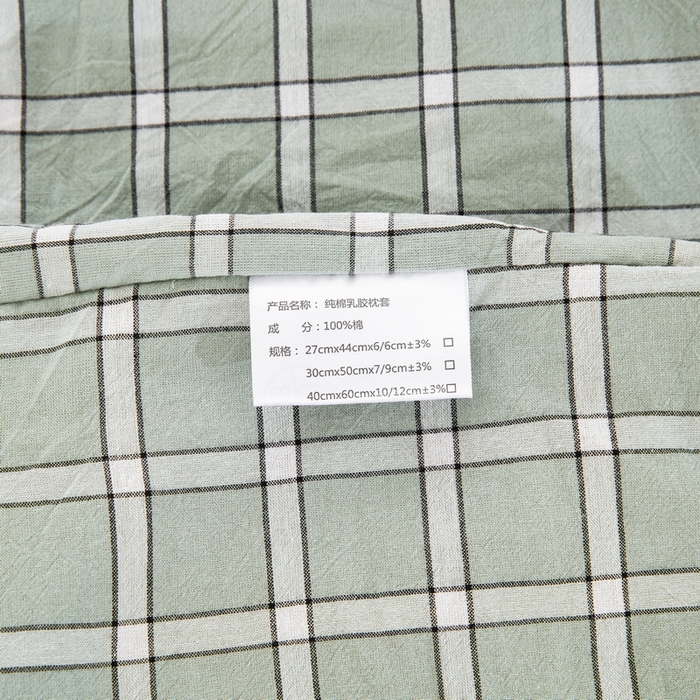 产品名称：纯棉乳胶枕套
成 分：100%棉
规格：27cmx44cmx6/6cm±3% ☐
30cmx50cmx7/9cm±3% ☐
40cmx60cmx10/12cm±3%☐